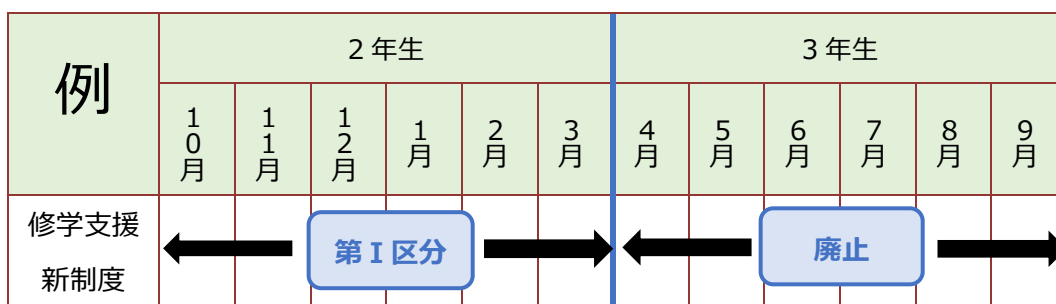 例
2年生
3年生
10月
11月
12月
1月
2月
3月
4月
5月
6月
7月
8月
9月
修学支援
新制度
第Ⅰ区分
廃止